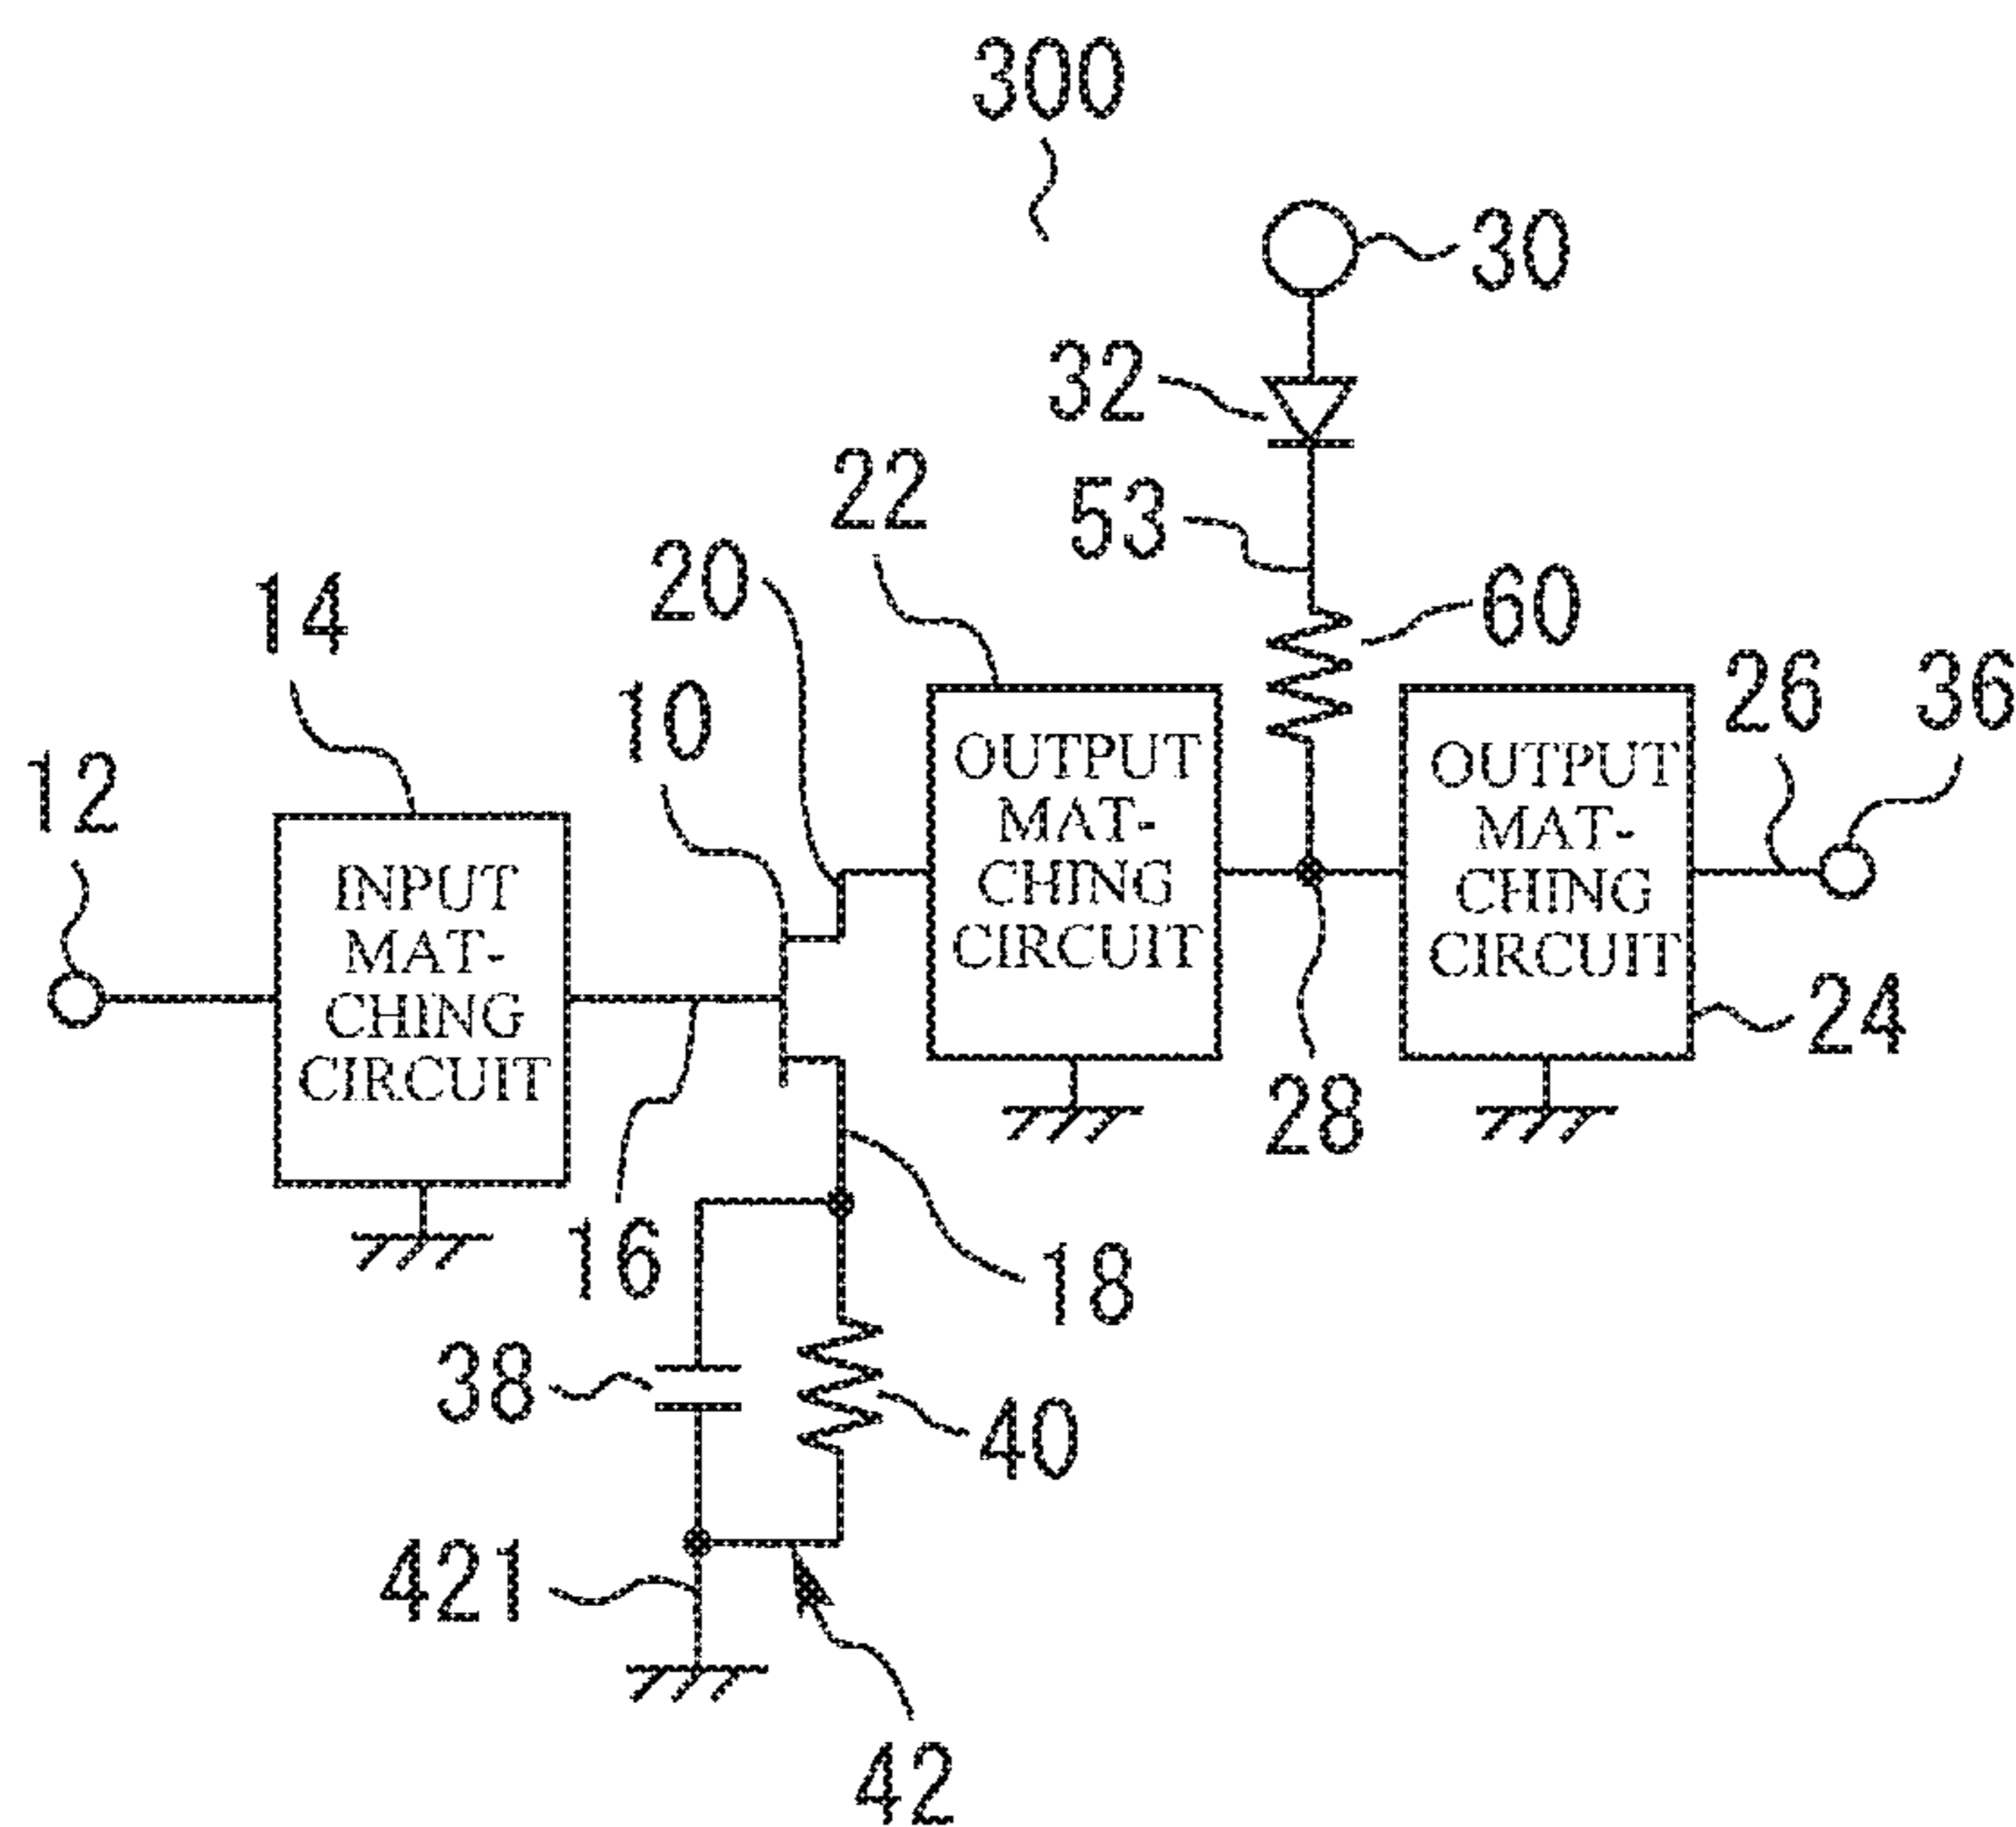 300
30
32
22
53
20
60
14
10
26
36
12
OUTPUT
MAT-
CHING
CIRCUIT
OUTPUT
MAT-
CHING
CIRCUIT
INPUT
MAT-
CHING
CIRCUIT
24
28
16
18
38
40
421
42